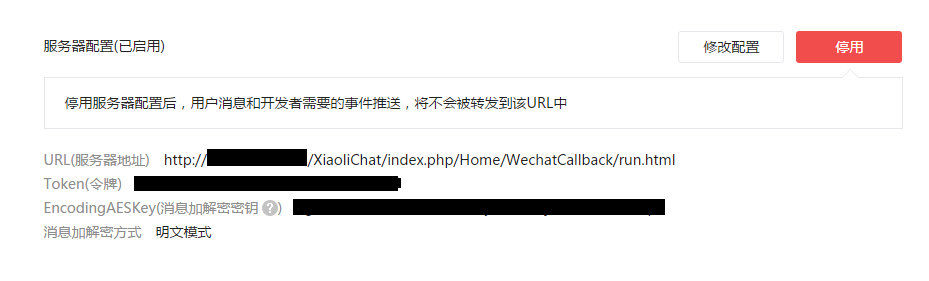 服务器配置(已启用)
修改配置
停用
停用服务器配置后，用户消息和开发者需要的事件推送，将不会被转发到该URL中
URL(服务器地址) http:// /XiaoliChat/index.php/Home/WechatCallback/run.html
Token(令牌)
EncodingAESKey(消息加解密密钥 ?)
消息加解密方式 明文模式